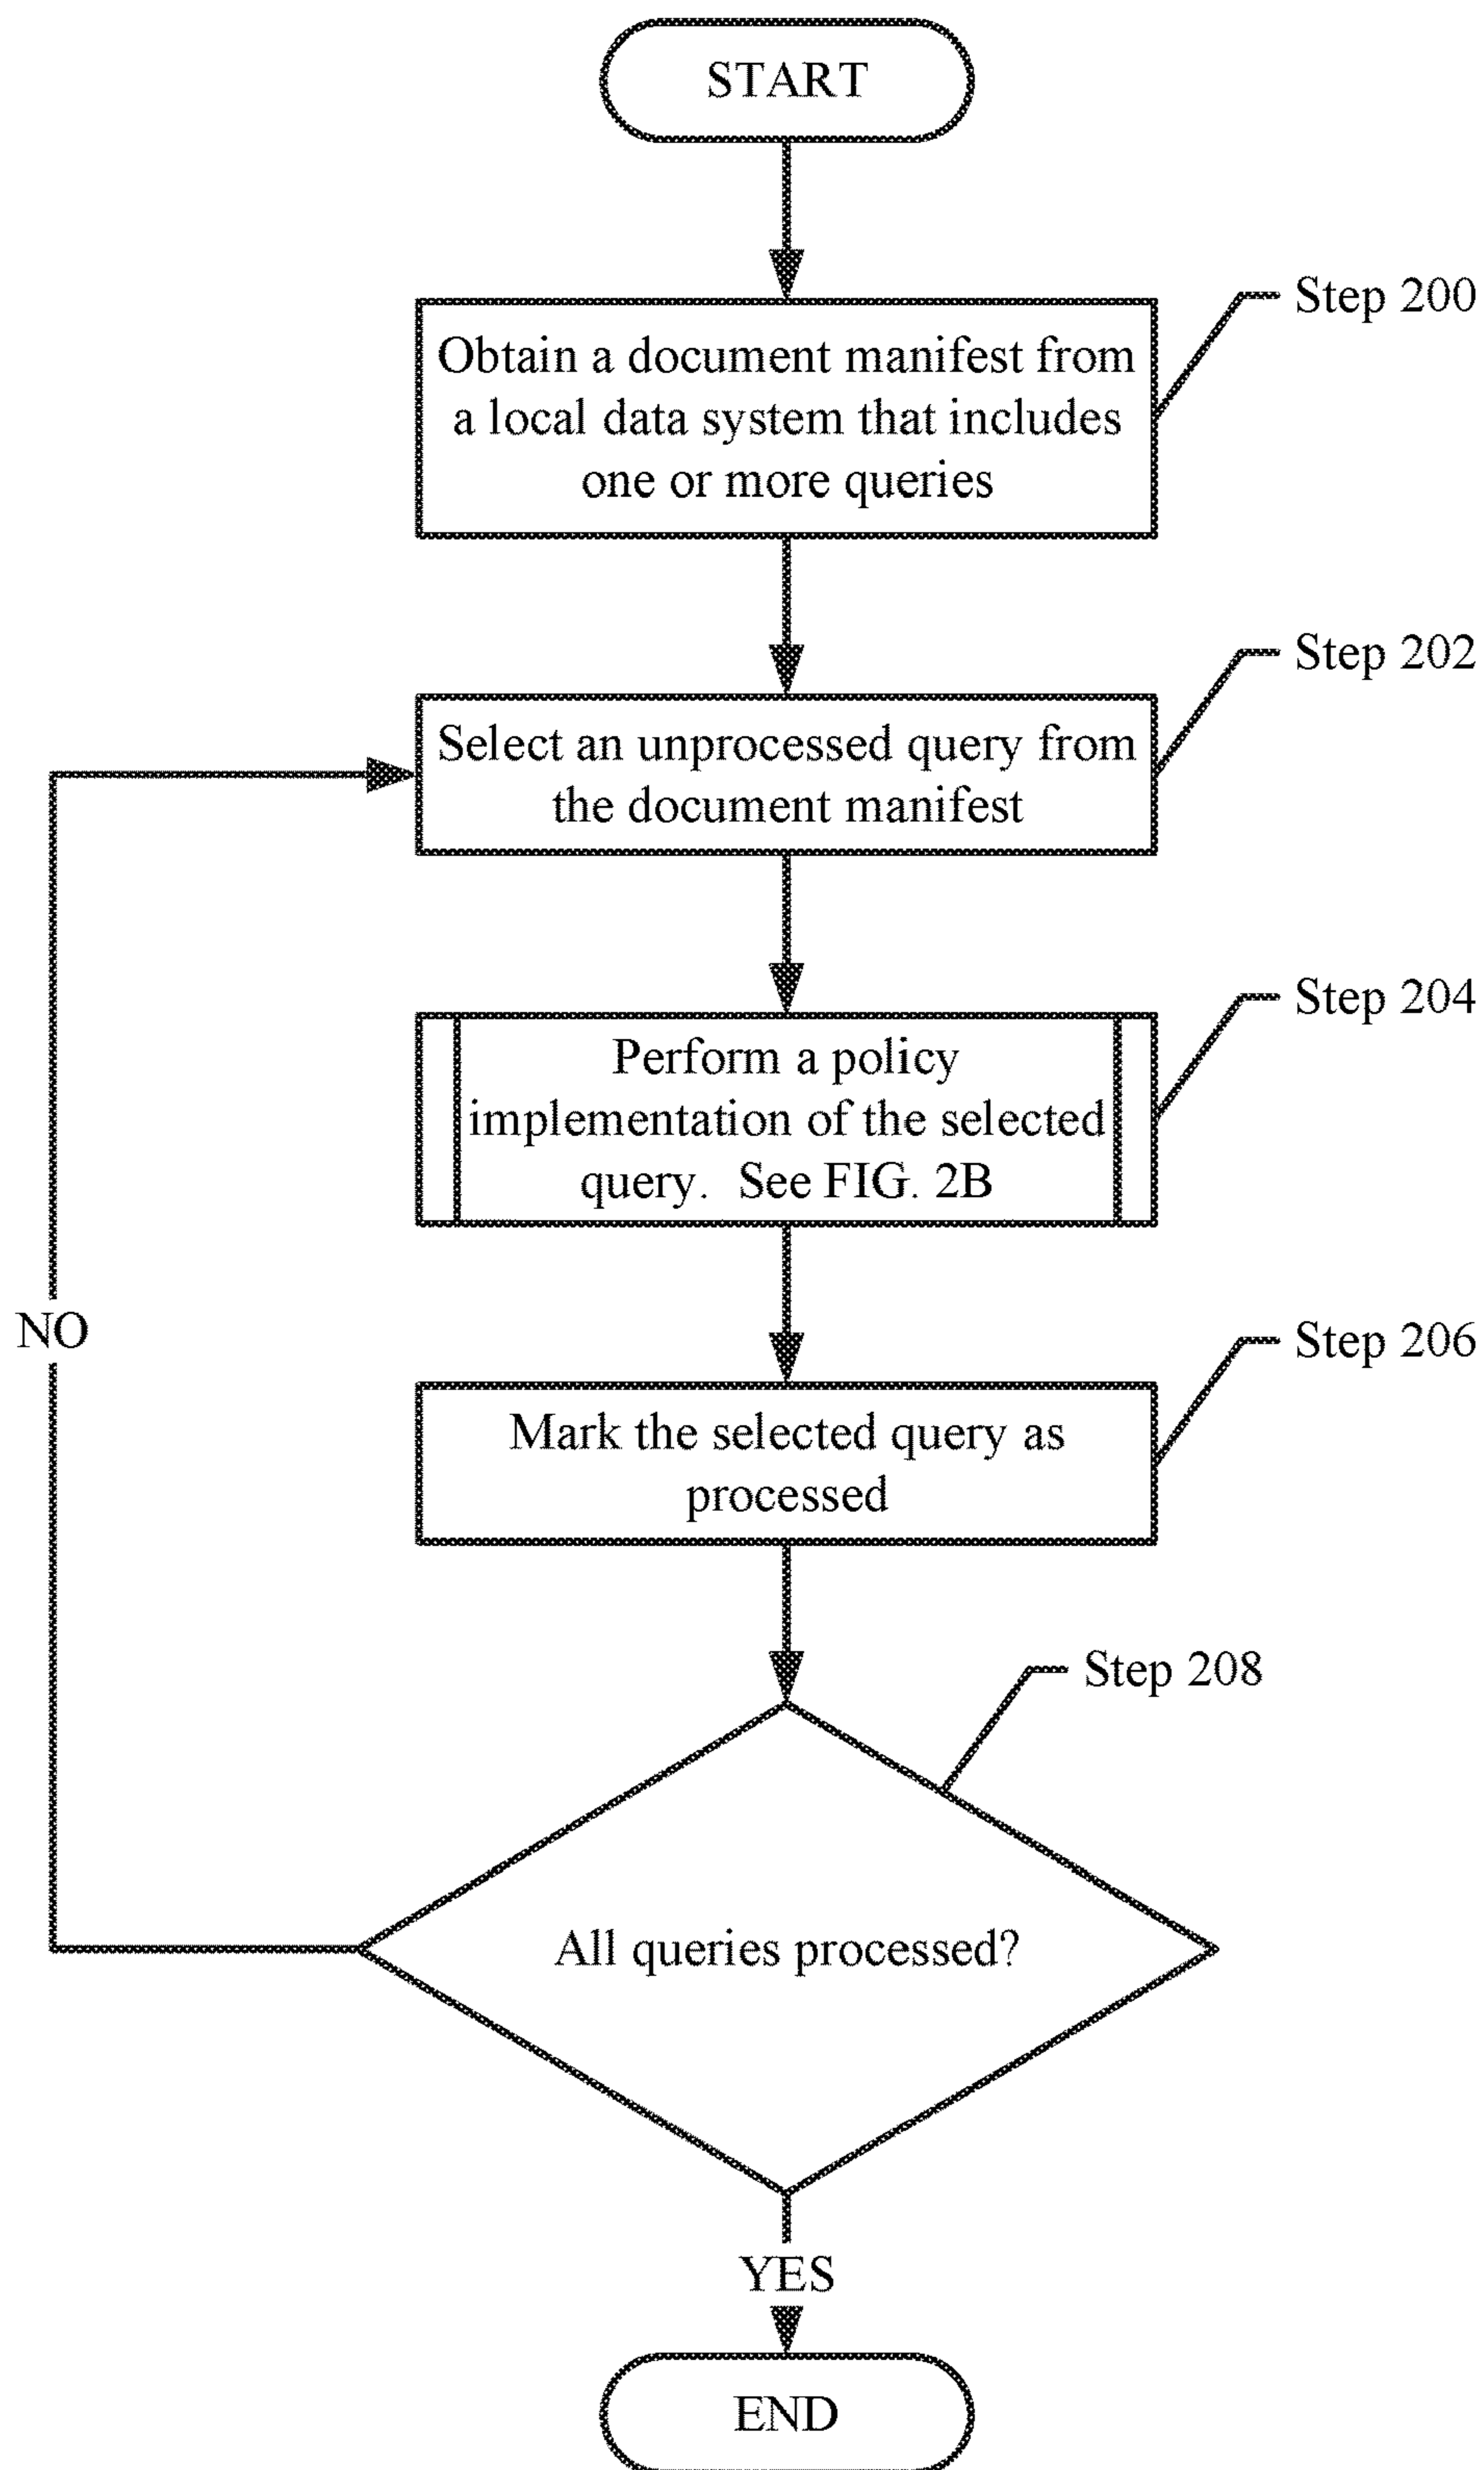 START
Step 200
Obtain a document manifest from
a local data system that includes
one or more queries
Step 202
Select an unprocessed query from
the document manifest
Step 204
Perform a policy
implementation of the selected
query. See FIG. 2B
NO
Step 206
Mark the selected query as
processed
Step 208
All queries processed?
YES
END